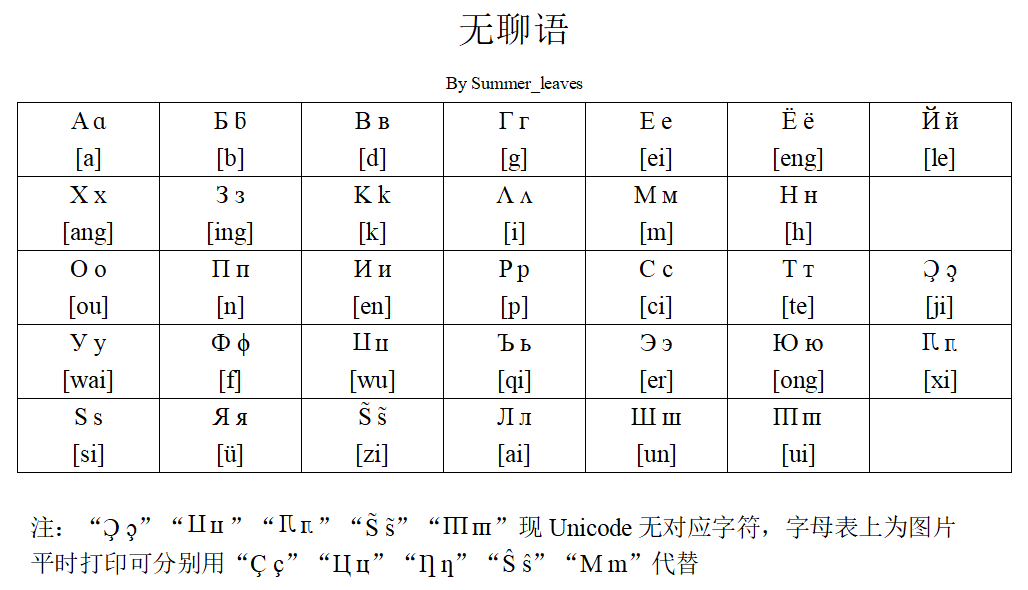 无聊语
By Summer_leaves
А ɑ Б ƃ В в Г г Е е Ё ё Й й
[a] [b] [d] [g] [ei] [eng] [le]
Х х З з K k Λ ʌ М м Н н
[ang] [ing] [k] [i] [m] [h]
О о П п И и Р р С с Т т
[ou] [n] [en] [p] [ci] [te] [ji]
У у Ф ф Ъ ь Э э Ю ю
[wai] [f] [wu] [qi] [er] [ong] [xi]
S s Я я S̃ s̃ Л л Ш ш
[si] [ü] [zi] [ai] [un] [ui]
注：“”“”“”“S̃ s̃”“”现 Unicode 无对应字符，字母表上为图片
平时打印可分别用“Ç ç”“Ц ц”“Ŋ ŋ”“Ŝ ŝ”“M m”代替